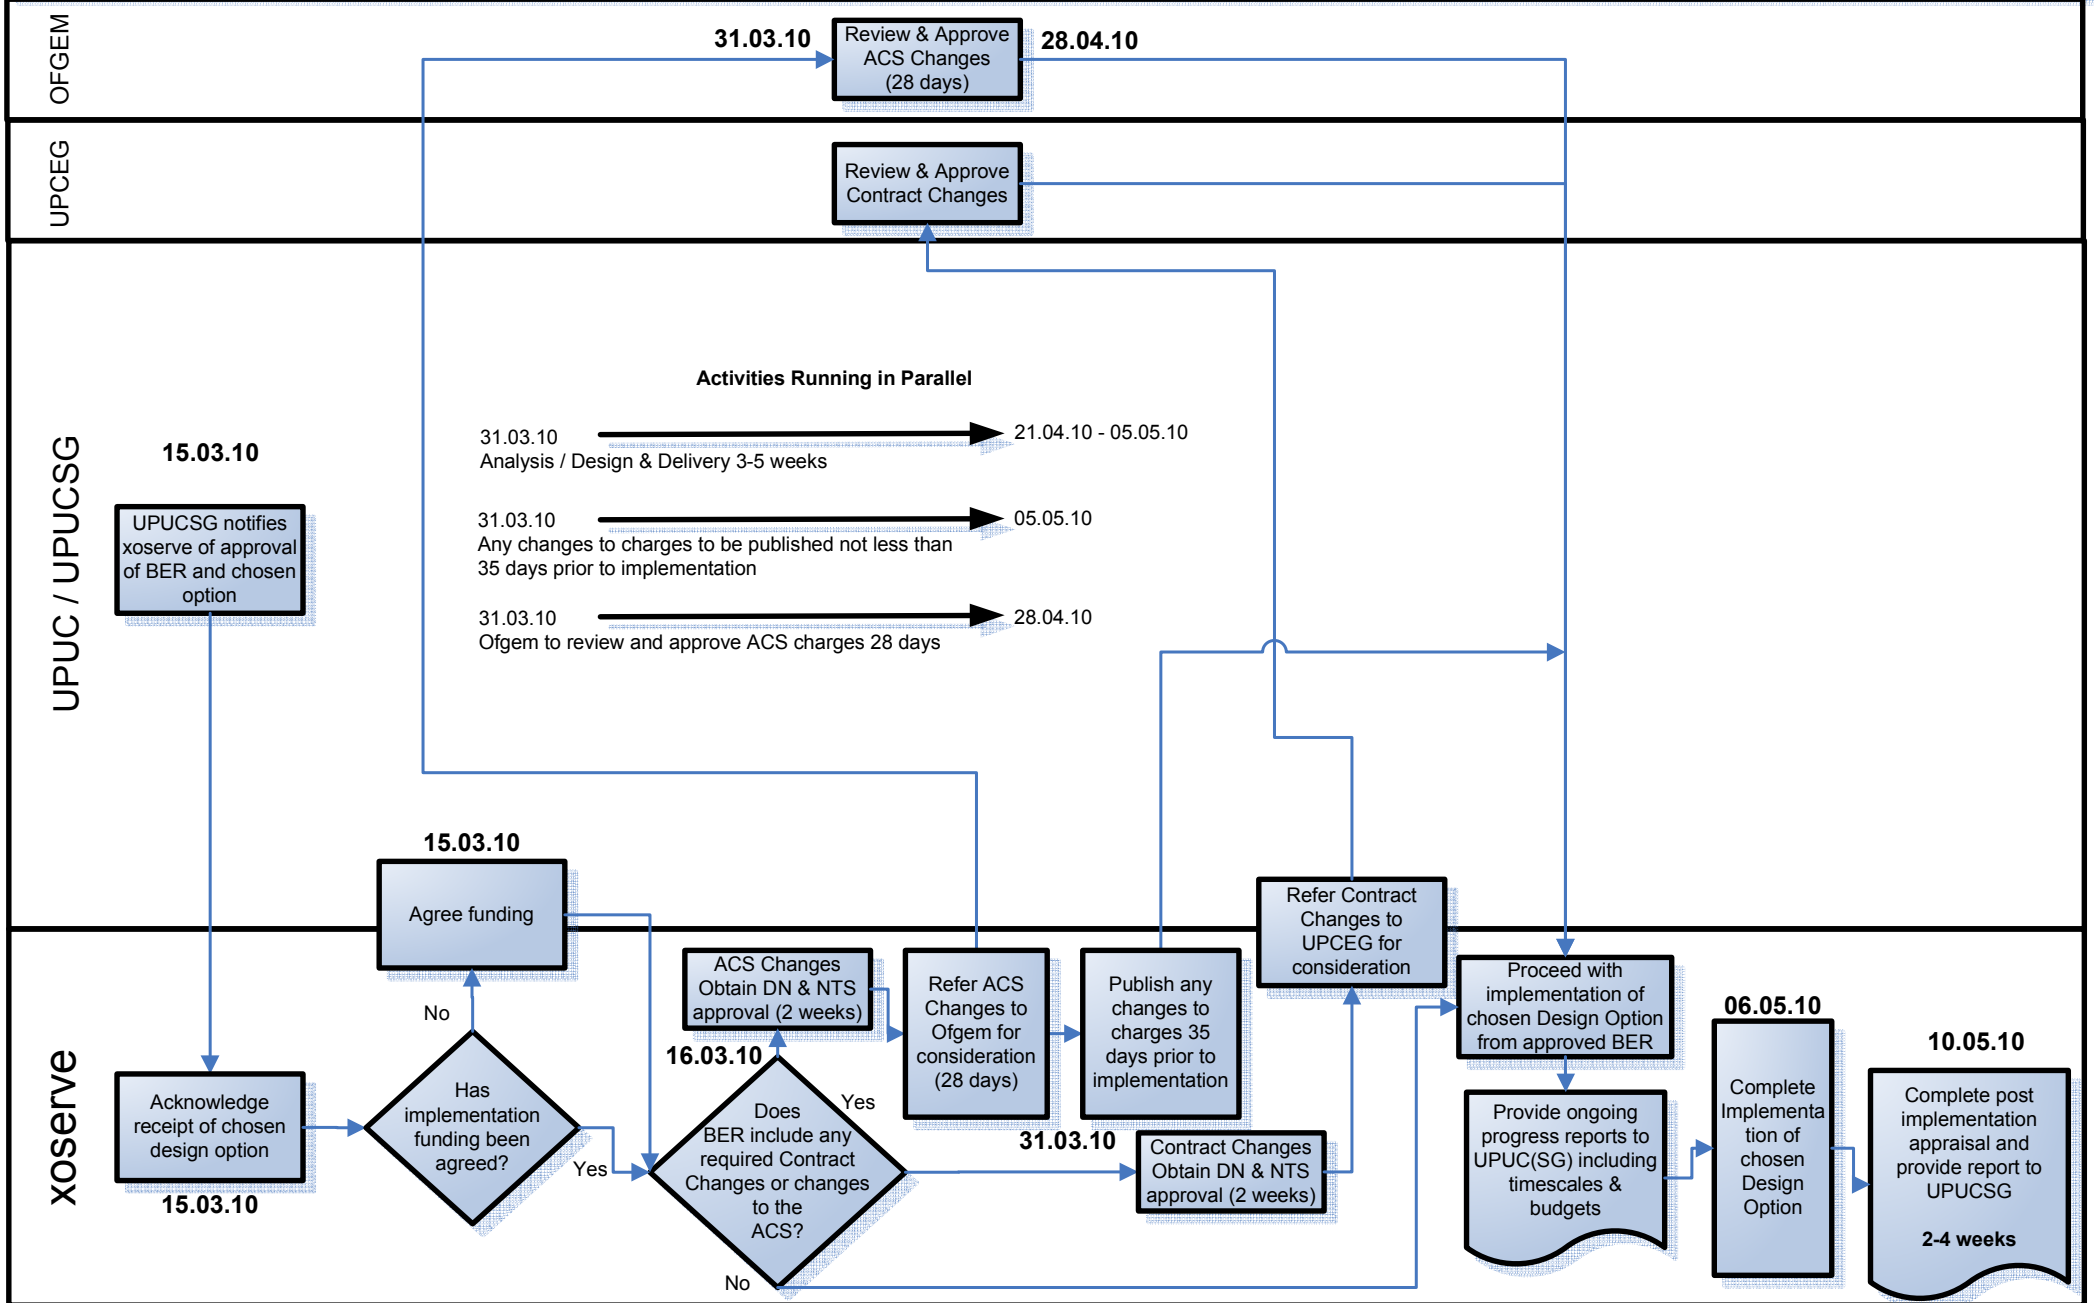 OFGEM
31.03.10
Review & Approve
ACS Changes
(28 days)
28.04.10
UPCEG
Review & Approve
Contract Changes
UPUC / UPUCSG
Activities Running in Parallel
31.03.10
21.04.10 - 05.05.10
Analysis / Design & Delivery 3-5 weeks
31.03.10
05.05.10
Any changes to charges to be published not less than
35 days prior to implementation
31.03.10
28.04.10
Ofgem to review and approve ACS charges 28 days
15.03.10
UPUCSG notifies
xoserve of approval
of BER and chosen
option
15.03.10
Agree funding
Refer Contract
Changes to
UPCEG for
consideration
xoserve
Acknowledge
receipt of chosen
design option
15.03.10
No
Has
implementation
funding been
agreed?
Yes
ACS Changes
Obtain DN & NTS
approval (2 weeks)
16.03.10
Does
BER include any
required Contract
Changes or changes
to the
ACS?
Yes
No
Refer ACS
Changes to
Ofgem for
consideration
(28 days)
Publish any
changes to
charges 35
days prior to
implementation
31.03.10
Contract Changes
Obtain DN & NTS
approval (2 weeks)
Proceed with
implementation of
chosen Design Option
from approved BER
Provide ongoing
progress reports to
UPUC(SG) including
timescales &
budgets
06.05.10
Complete
Implementa
tion of
chosen
Design
Option
10.05.10
Complete post
implementation
appraisal and
provide report to
UPUCSG
2-4 weeks